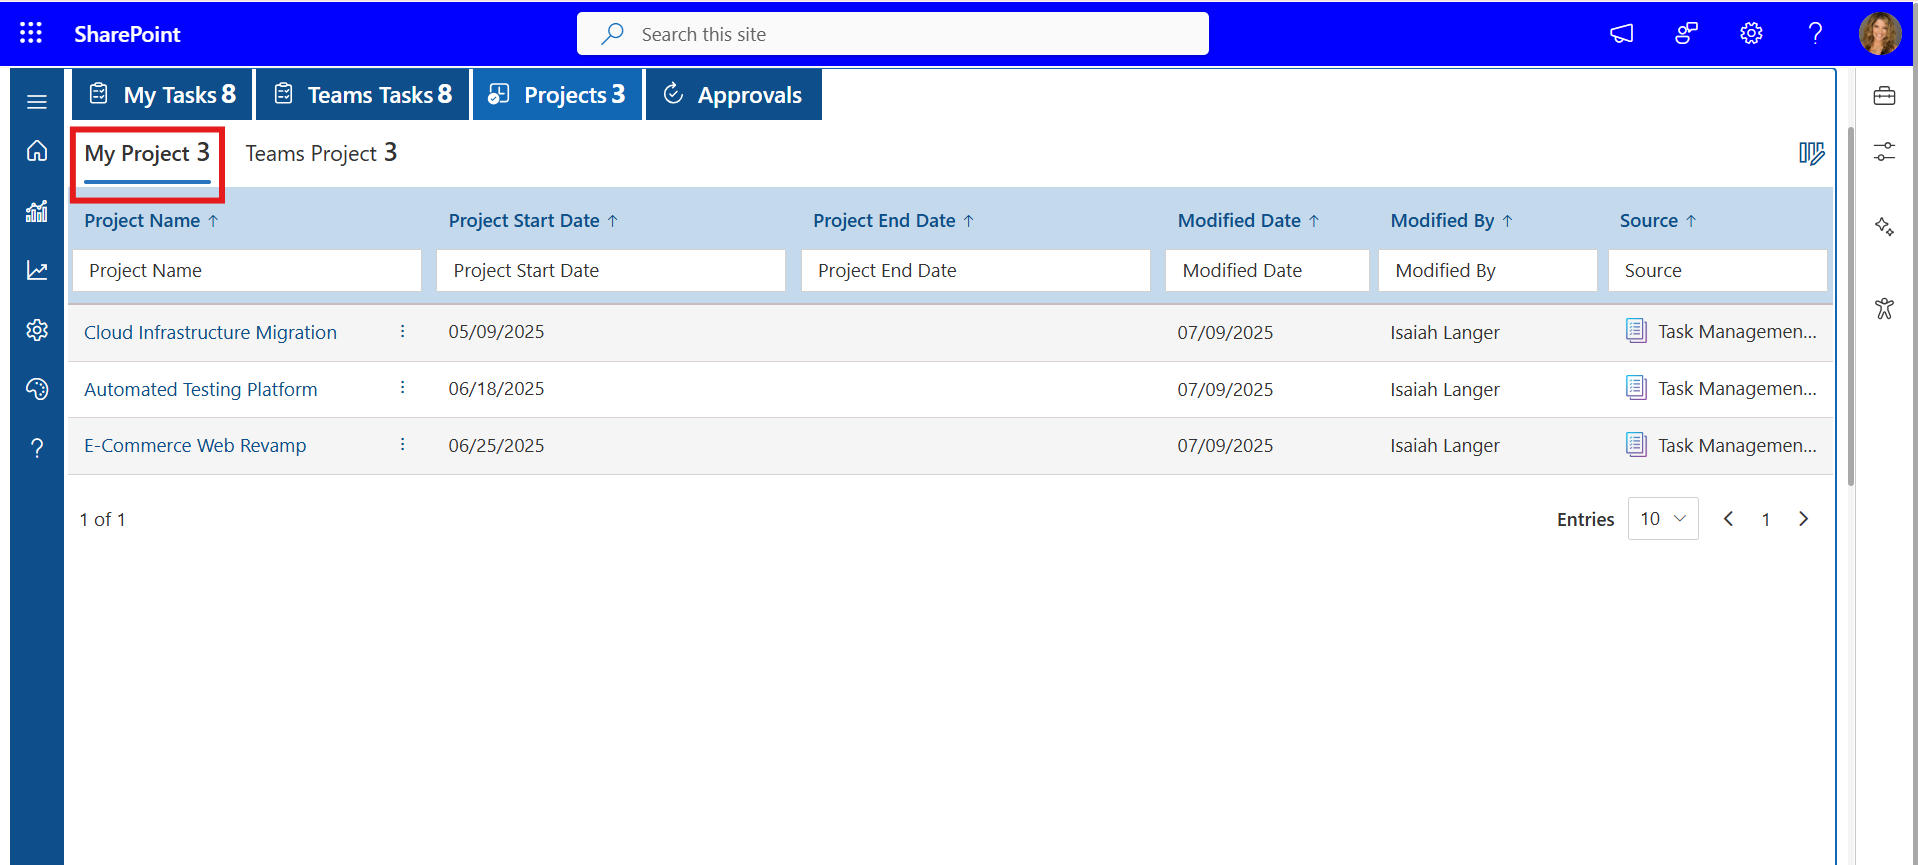 SharePoint
Search this site
My Tasks 8
Teams Tasks 8
Projects 3
Approvals
My Project 3
Teams Project 3
Project Name ↑
Project Start Date ↑
Project End Date ↑
Modified Date ↑
Modified By ↑
Source ↑
Project Name
Project Start Date
Project End Date
Modified Date
Modified By
Source
Cloud Infrastructure Migration 05/09/2025 07/09/2025 Isaiah Langer Task Managemen...
Automated Testing Platform 06/18/2025 07/09/2025 Isaiah Langer Task Managemen...
E-Commerce Web Revamp 06/25/2025 07/09/2025 Isaiah Langer Task Managemen...
1 of 1
Entries 10 1